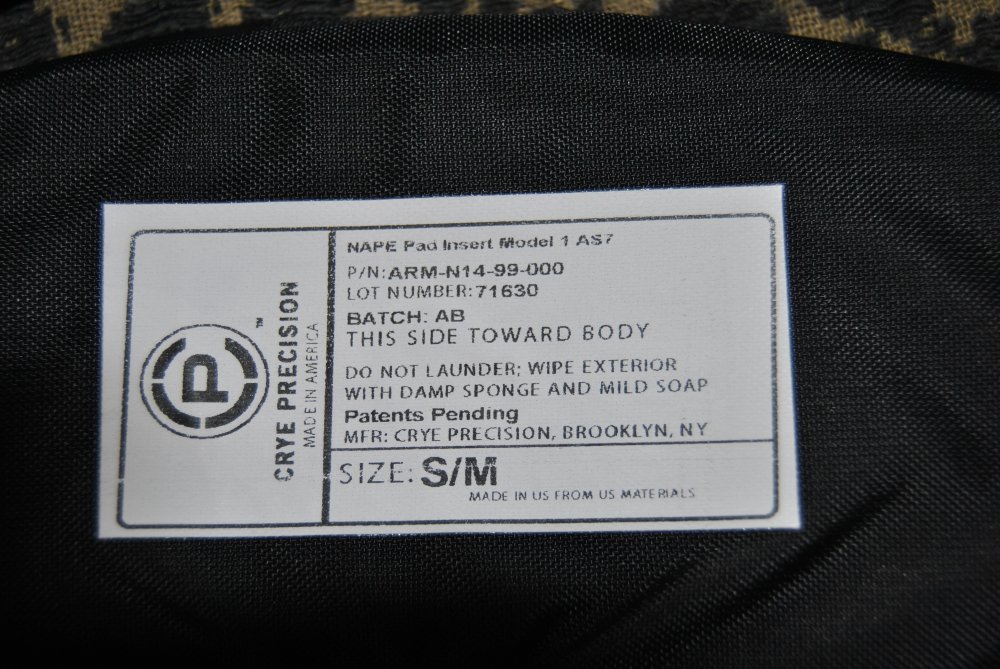 P
CRYE PRECISION™
MADE IN AMERICA
NAPE Pad Insert Model 1 AS7
P/N: ARM-N14-99-000
LOT NUMBER: 71630
BATCH: AB
THIS SIDE TOWARD BODY
DO NOT LAUNDER; WIPE EXTERIOR
WITH DAMP SPONGE AND MILD SOAP
Patents Pending
MFR: CRYE PRECISION, BROOKLYN, NY
SIZE: S/M
MADE IN US FROM US MATERIALS